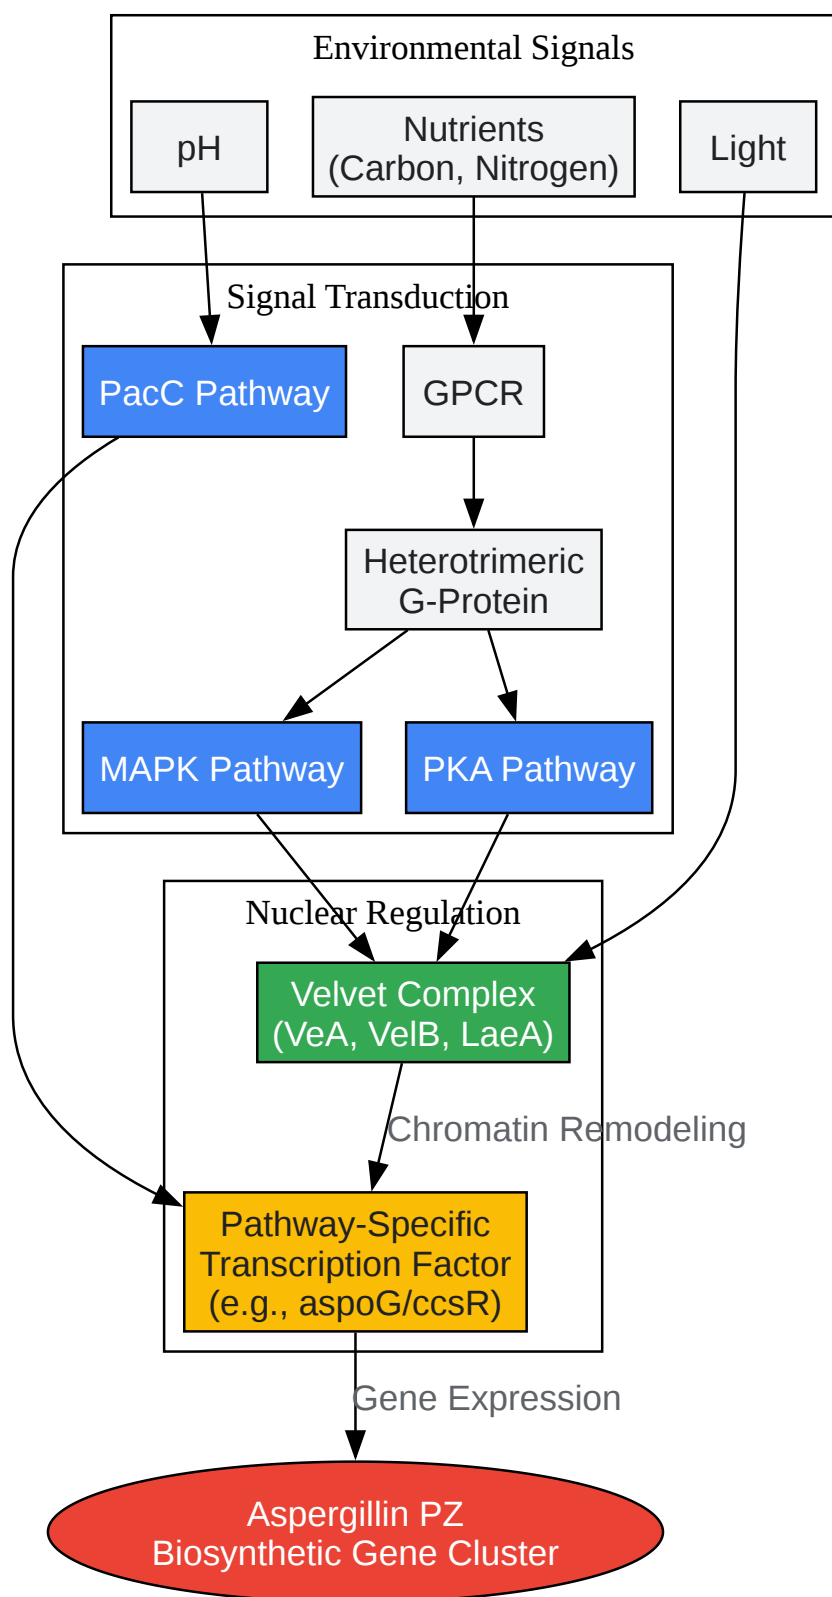 Environmental Signals
pH
Nutrients
(Carbon, Nitrogen)
Light
Signal Transduction
PacC Pathway
GPCR
Heterotrimeric
G-Protein
MAPK Pathway
PKA Pathway
Nuclear Regulation
Velvet Complex
(VeA, VelB, LaeA)
Chromatin Remodeling
Pathway-Specific
Transcription Factor
(e.g., aspoG/ccsR)
Gene Expression
Aspergillin PZ
Biosynthetic Gene Cluster